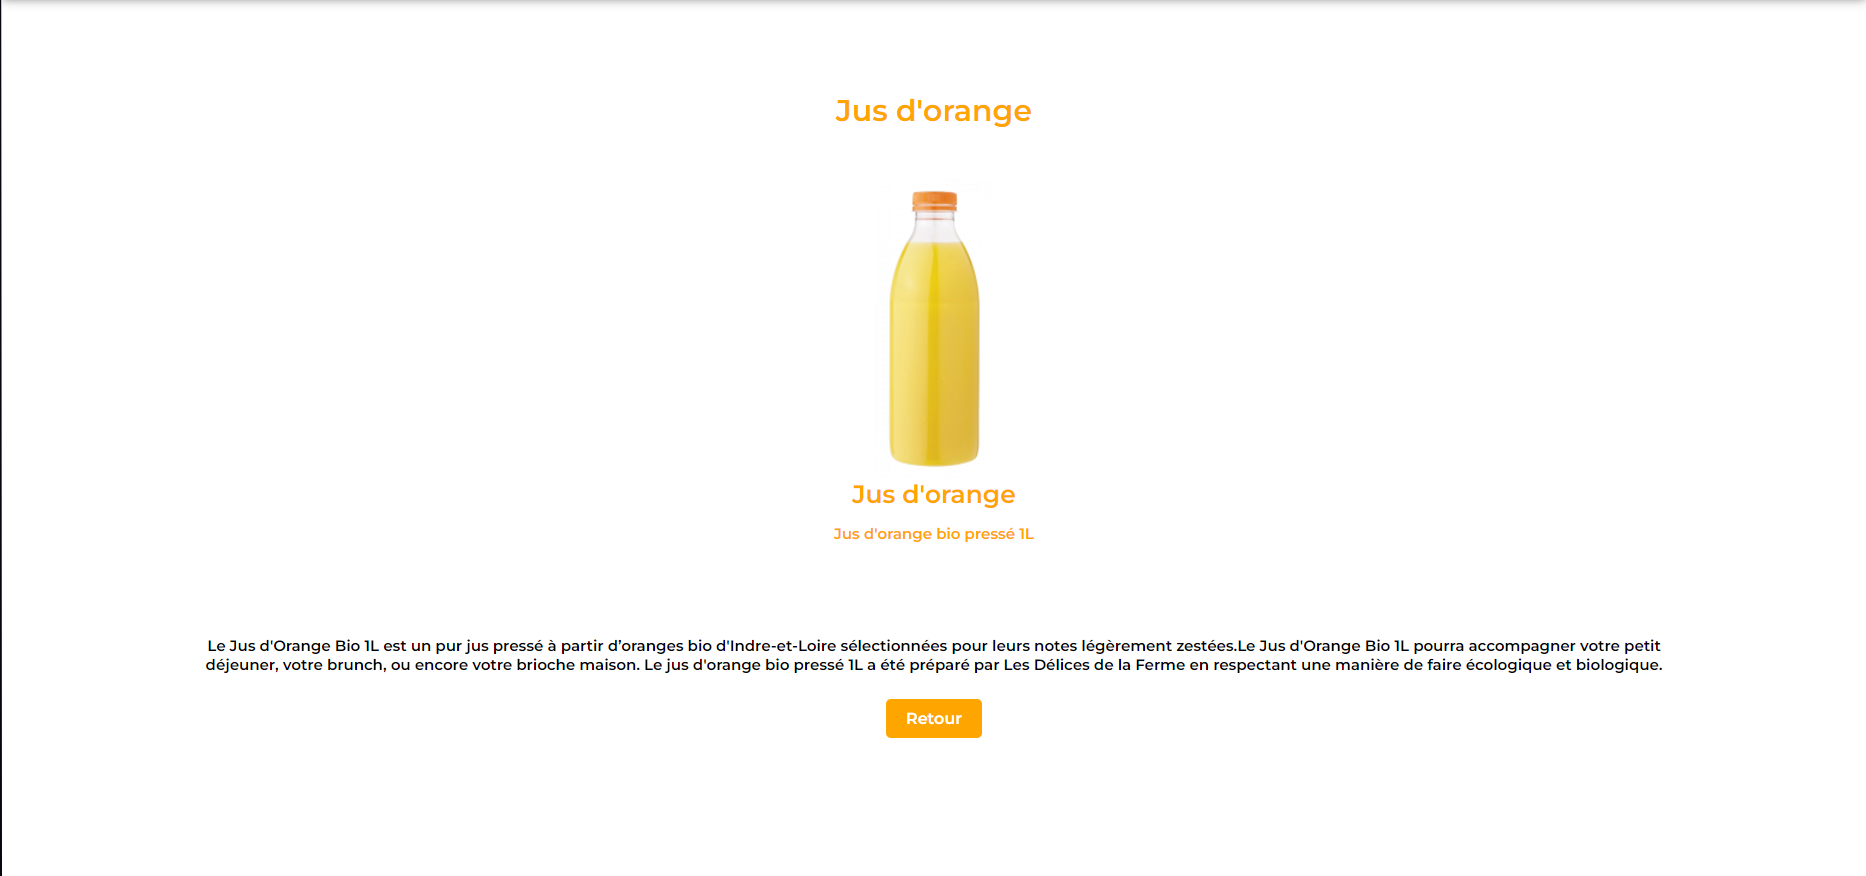 Jus d'orange
Jus d'orange
Jus d'orange bio pressé 1L
Le Jus d'Orange Bio 1L est un pur jus pressé à partir d’oranges bio d'Indre-et-Loire sélectionnées pour leurs notes légèrement zestées.Le Jus d'Orange Bio 1L pourra accompagner votre petit
déjeuner, votre brunch, ou encore votre brioche maison. Le jus d'orange bio pressé 1L a été préparé par Les Délices de la Ferme en respectant une manière de faire écologique et biologique.
Retour